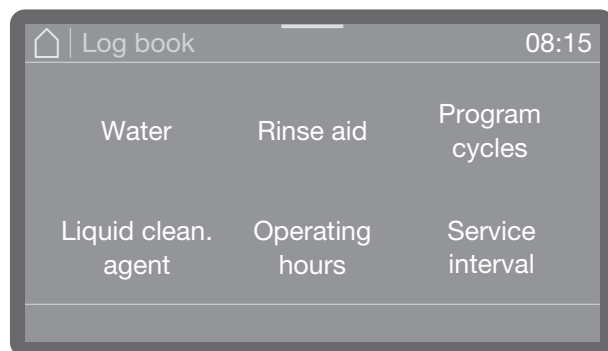 Log book 08:15
Water Rinse aid Program cycles
Liquid clean. agent Operating hours Service interval